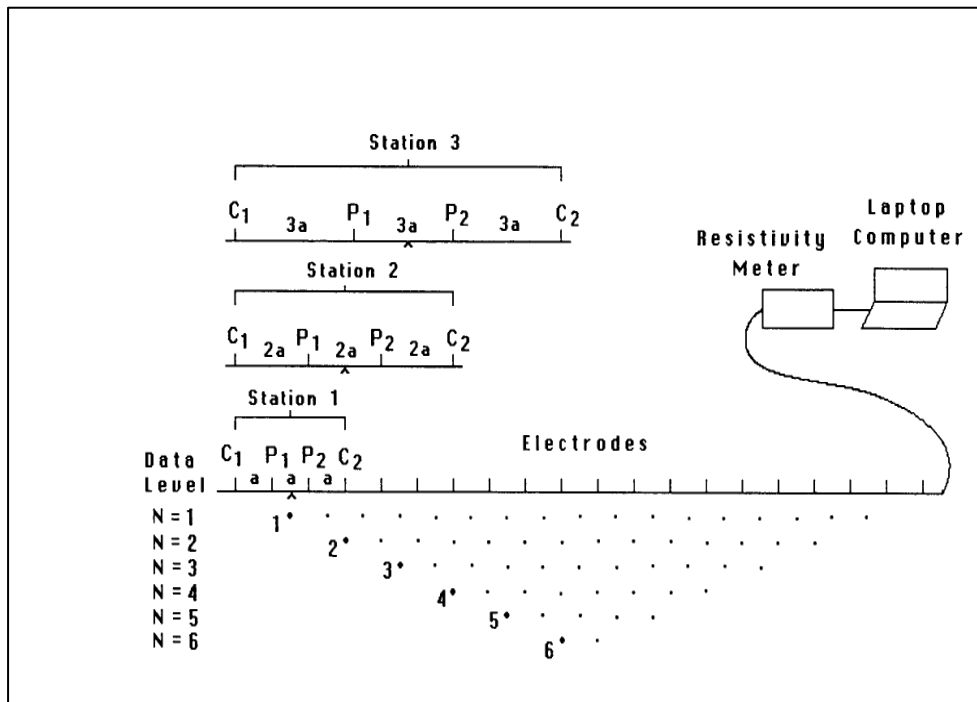 Station 3
C1 3a P1 3a P2 3a C2
Resistivity Meter
Laptop Computer
Station 2
C1 2a P1 2a P2 2a C2
Station 1
C1 a P1 a P2 a C2
Electrodes
Data Level
N = 1
1
N = 2
2
N = 3
3
N = 4
4
N = 5
5
N = 6
6